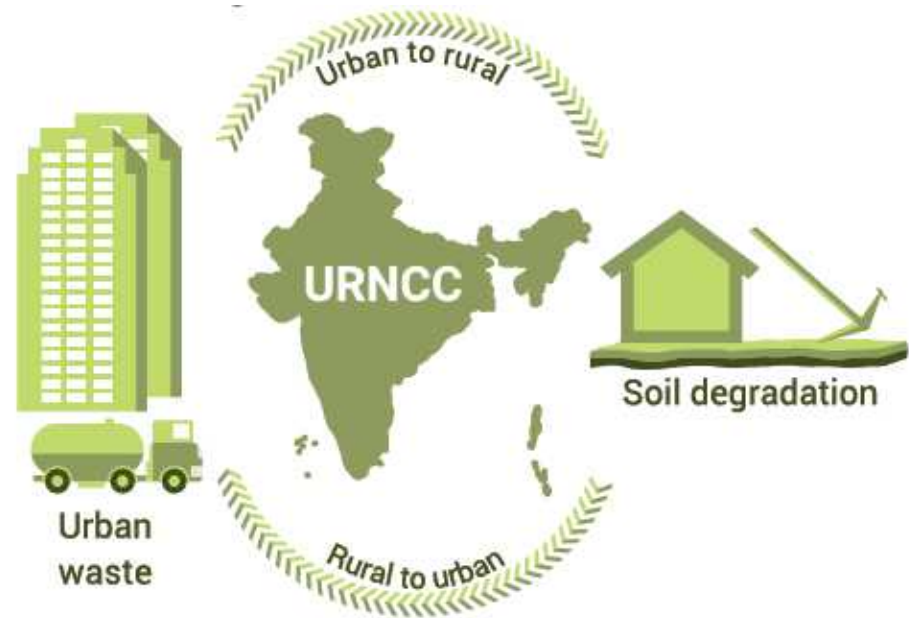 Urban to rural
URNCC
Soil degradation
Urban
waste
Rural to urban